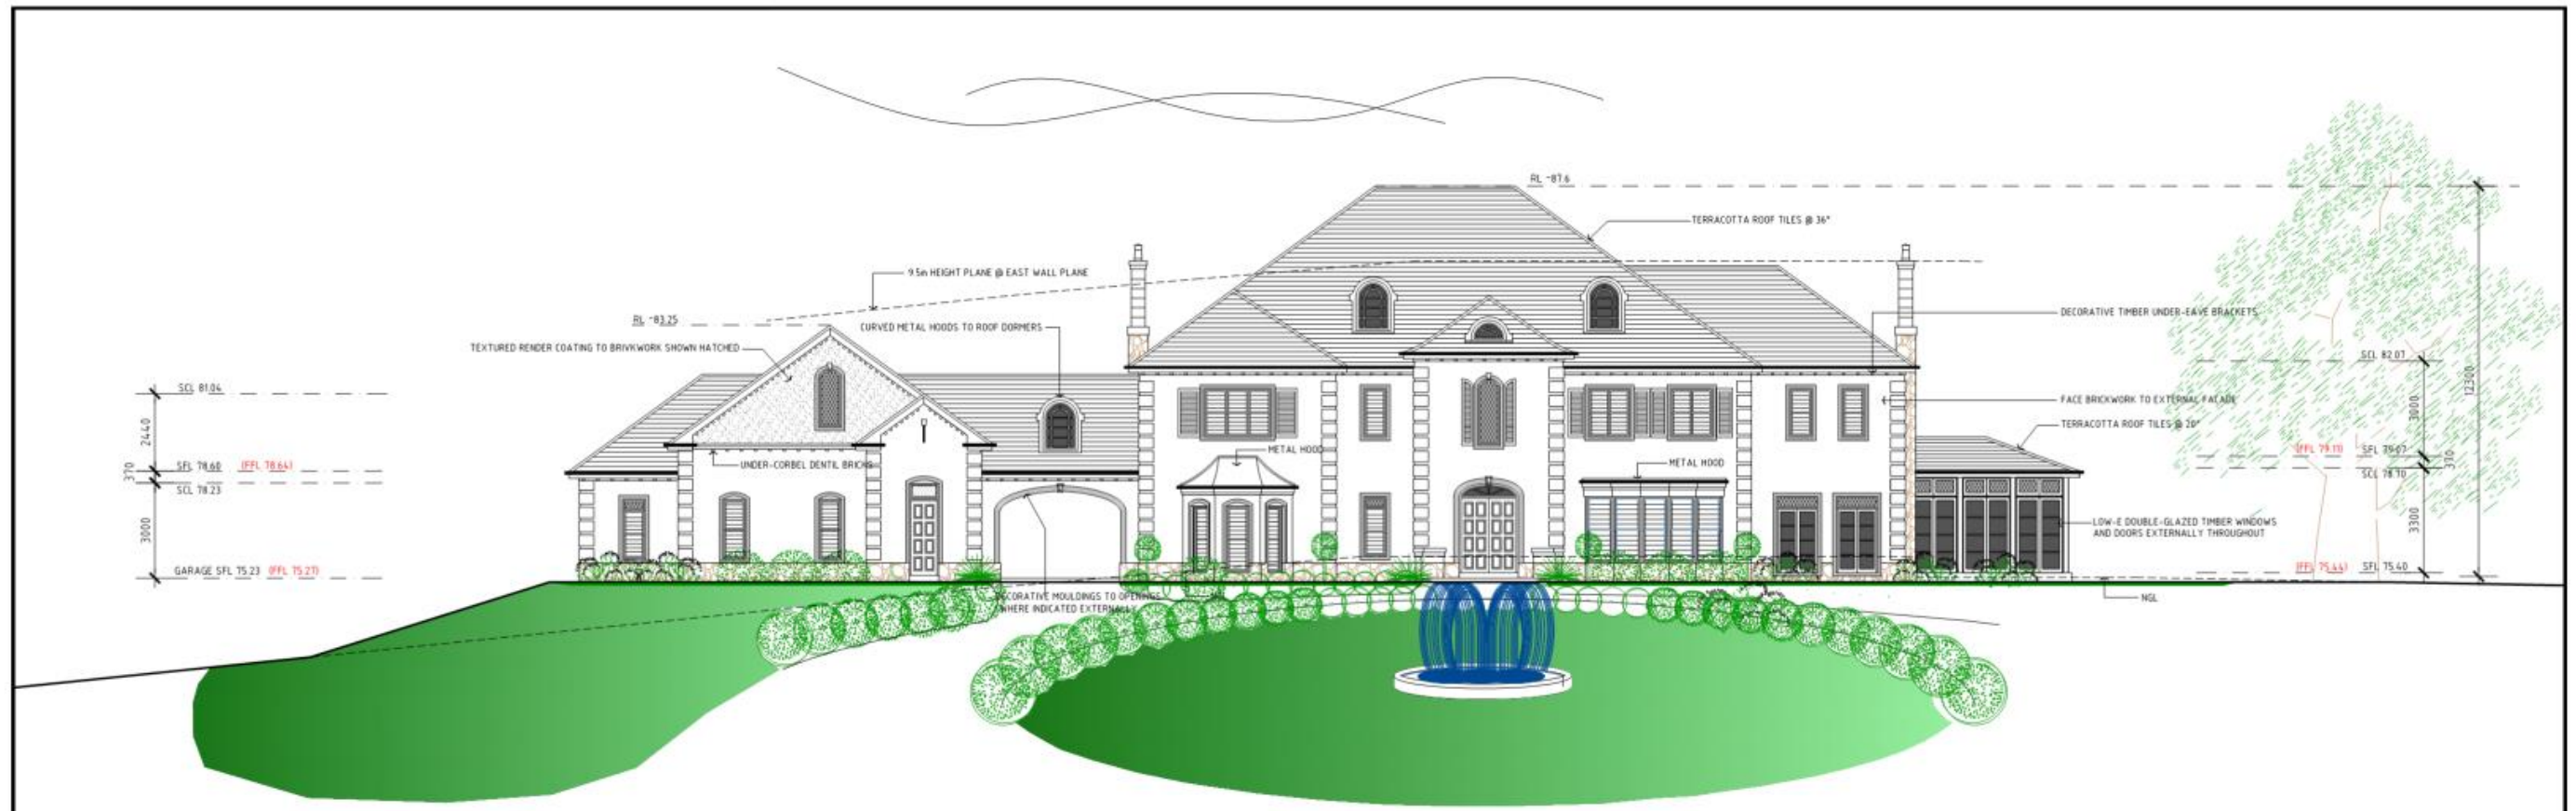 RL ~87.6
TERRACOTTA ROOF TILES @ 36°
9.5m HEIGHT PLANE @ EAST WALL PLANE
DECORATIVE TIMBER UNDER-EAVE BRACKETS
RL ~83.25
CURVED METAL HOODS TO ROOF DORMERS
TEXTURED RENDER COATING TO BRIVKWORK SHOWN HATCHED
SCL 82.07
12300
SCL 81.04
3000
FACE BRICKWORK TO EXTERNAL FACADE
TERRACOTTA ROOF TILES @ 20°
2440
METAL HOOD
(FFL 79.11) SFL 79.07
370
UNDER-CORBEL DENTIL BRICKS
METAL HOOD
SFL 78.60 (FFL 78.64)
370
SCL 78.70
SCL 78.23
3300
3000
LOW-E DOUBLE-GLAZED TIMBER WINDOWS
AND DOORS EXTERNALLY THROUGHOUT
GARAGE SFL 75.23 (FFL 75.27)
(FFL 75.44) SFL 75.40
DECORATIVE MOULDINGS TO OPENINGS
WHERE INDICATED EXTERNALLY
NGL